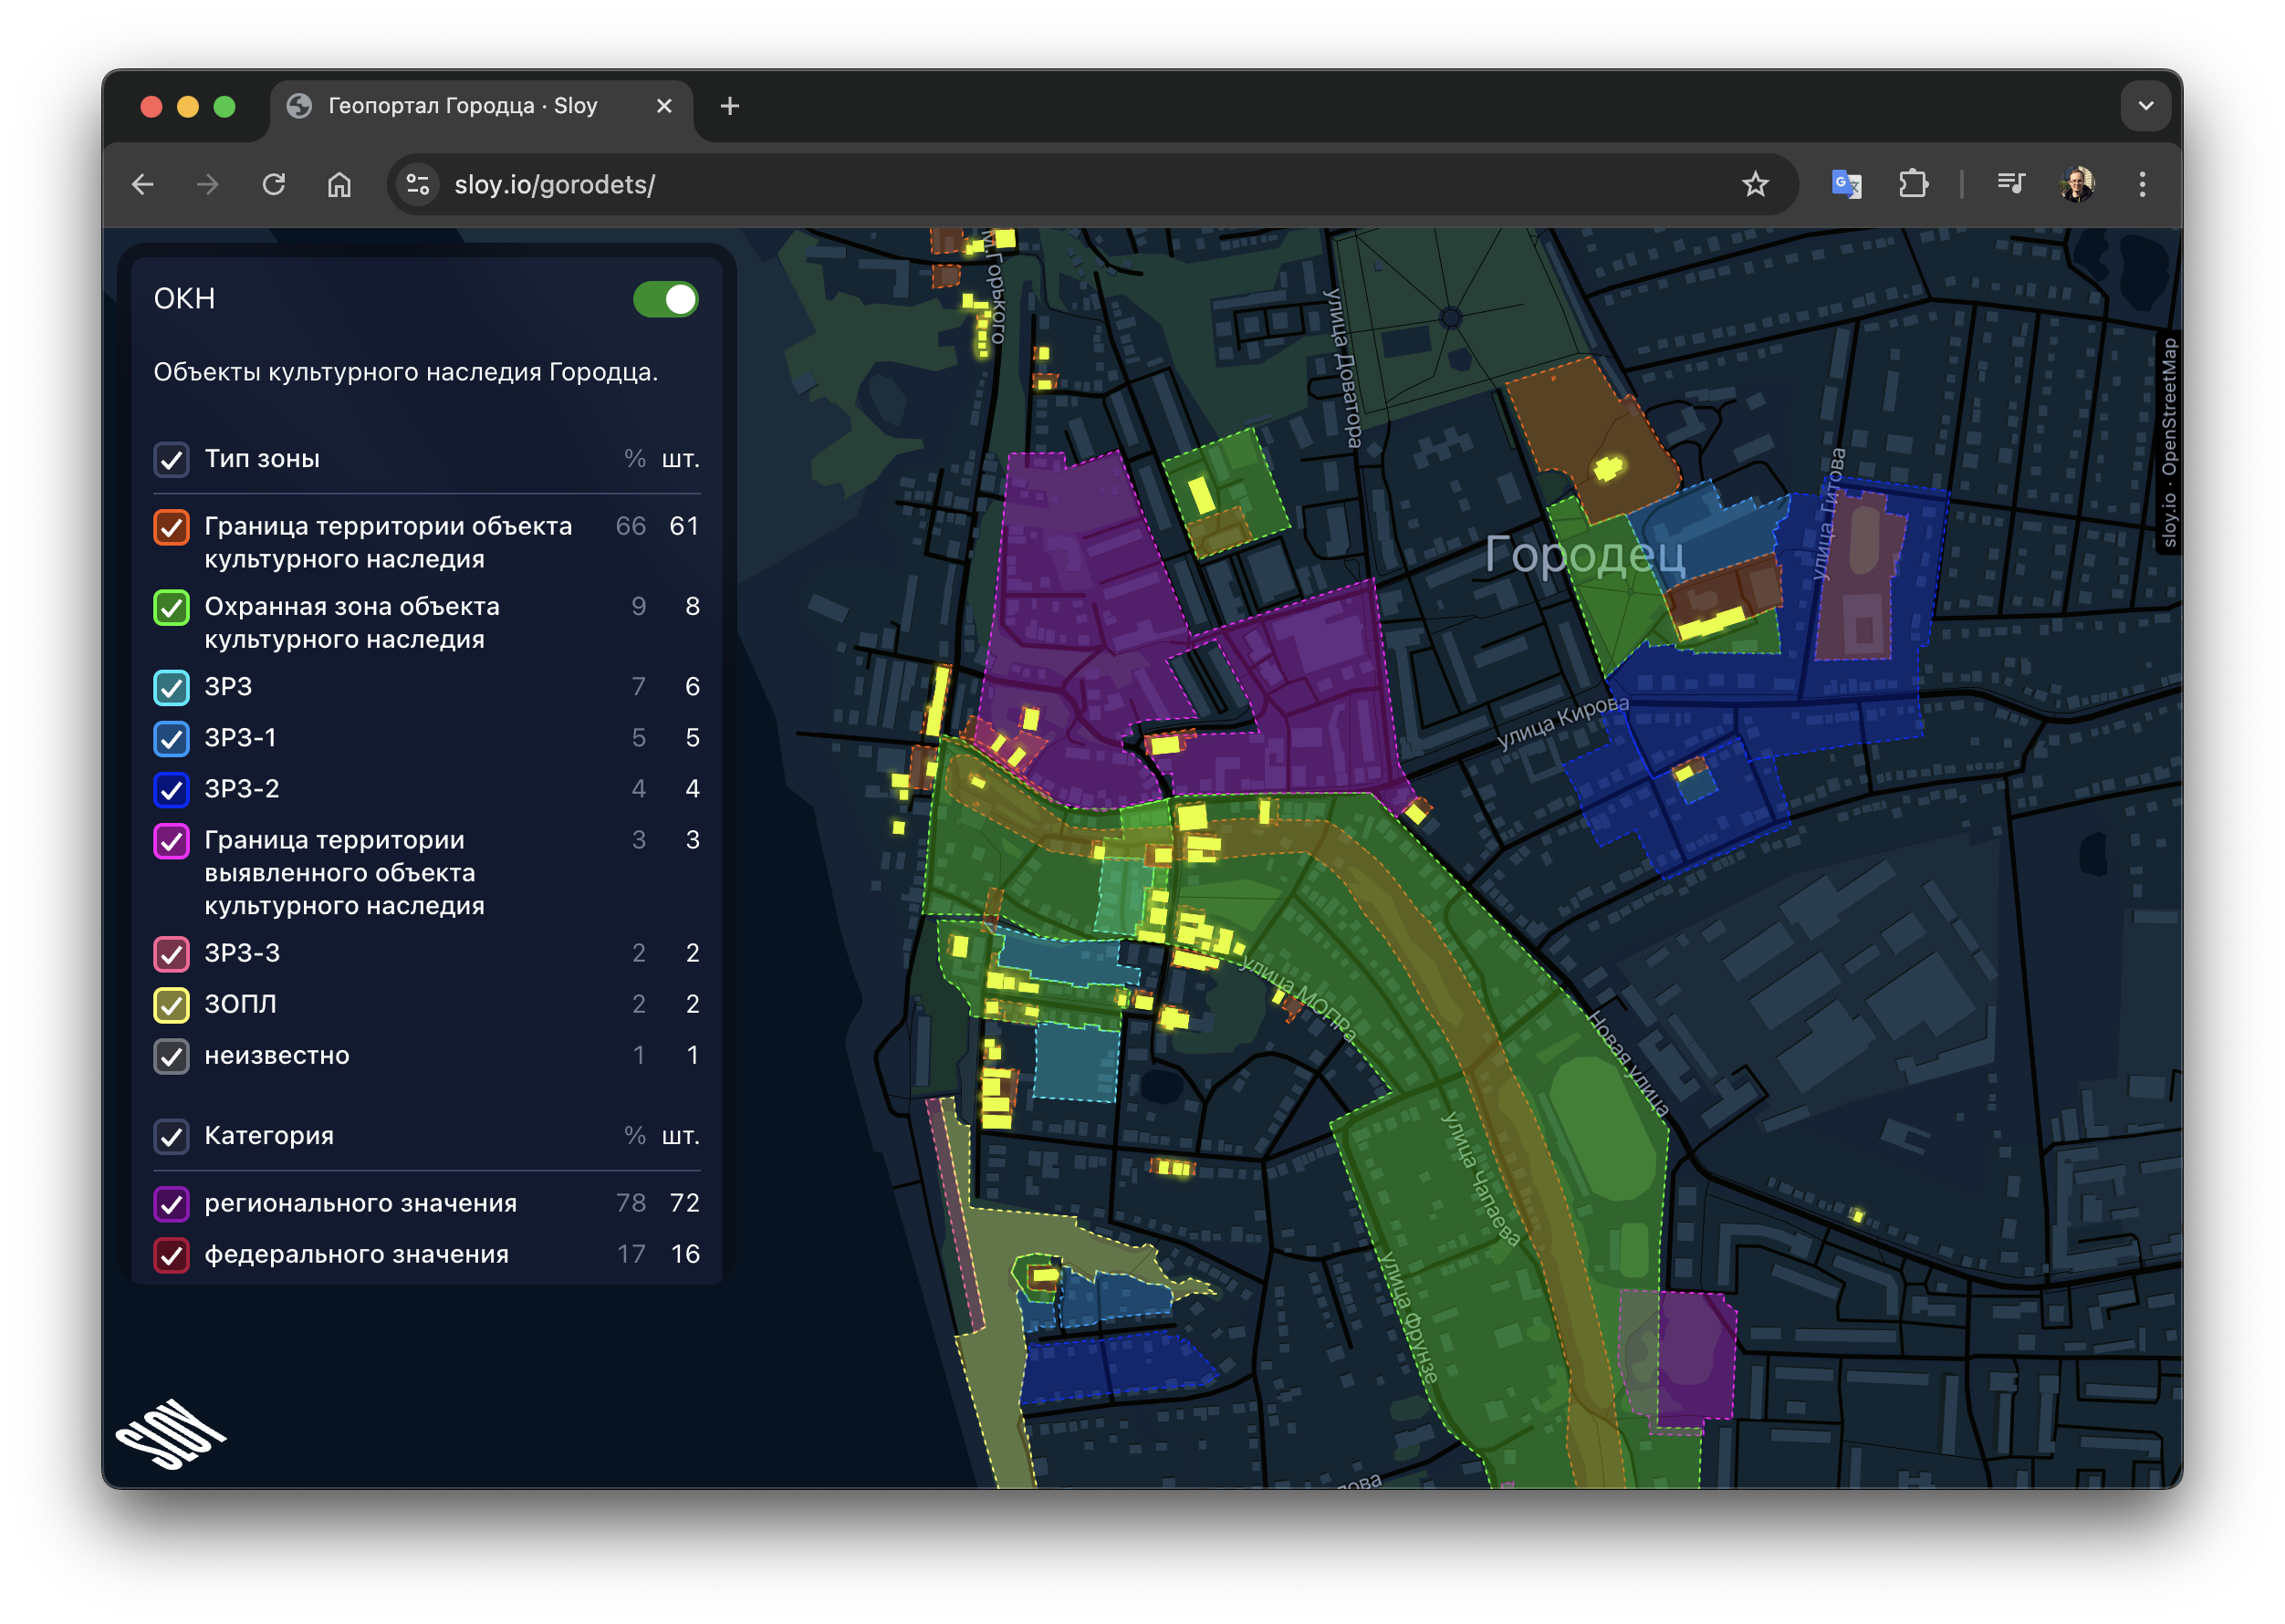 Геопортал Городца · Sloy
sloy.io/gorodets/
ОКН
Объекты культурного наследия Городца.
Тип зоны % шт.
Граница территории объекта 66 61
культурного наследия
Охранная зона объекта 9 8
культурного наследия
ЗРЗ 7 6
ЗРЗ-1 5 5
ЗРЗ-2 4 4
Граница территории 3 3
выявленного объекта
культурного наследия
ЗРЗ-3 2 2
ЗОПЛ 2 2
неизвестно 1 1
Категория % шт.
регионального значения 78 72
федерального значения 17 16
SLOY
М. Горького
улица Доватора
Городец
улица Титова
улица Кирова
улица МОПРа
Новая улица
улица Чапаева
улица Фрунзе
sloy.io · OpenStreetMap